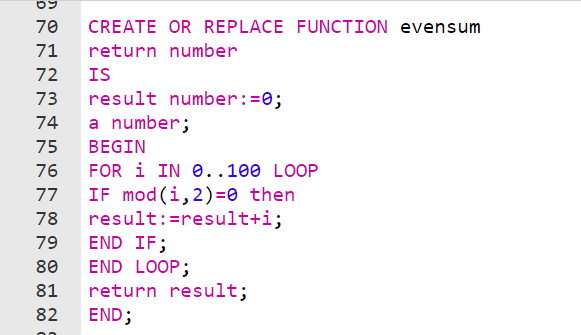 69
70 CREATE OR REPLACE FUNCTION evensum
71 return number
72 IS
73 result number:=0;
74 a number;
75 BEGIN
76 FOR i IN 0..100 LOOP
77 IF mod(i,2)=0 then
78 result:=result+i;
79 END IF;
80 END LOOP;
81 return result;
82 END;